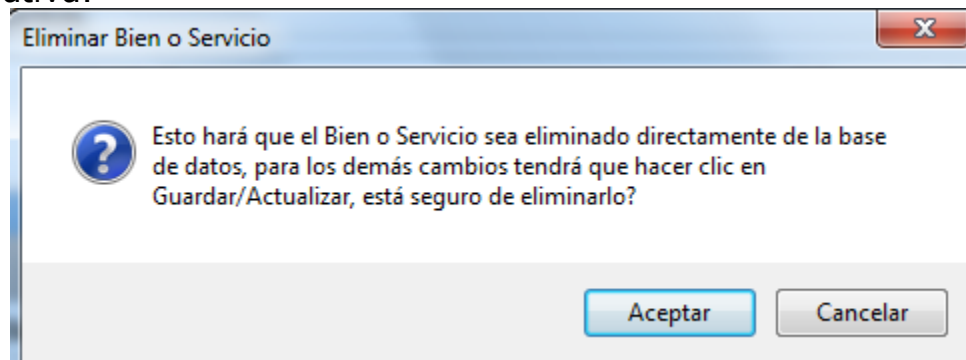 Eliminar Bien o Servicio
Esto hará que el Bien o Servicio sea eliminado directamente de la base
de datos, para los demás cambios tendrá que hacer clic en
Guardar/Actualizar, está seguro de eliminarlo?
Aceptar
Cancelar